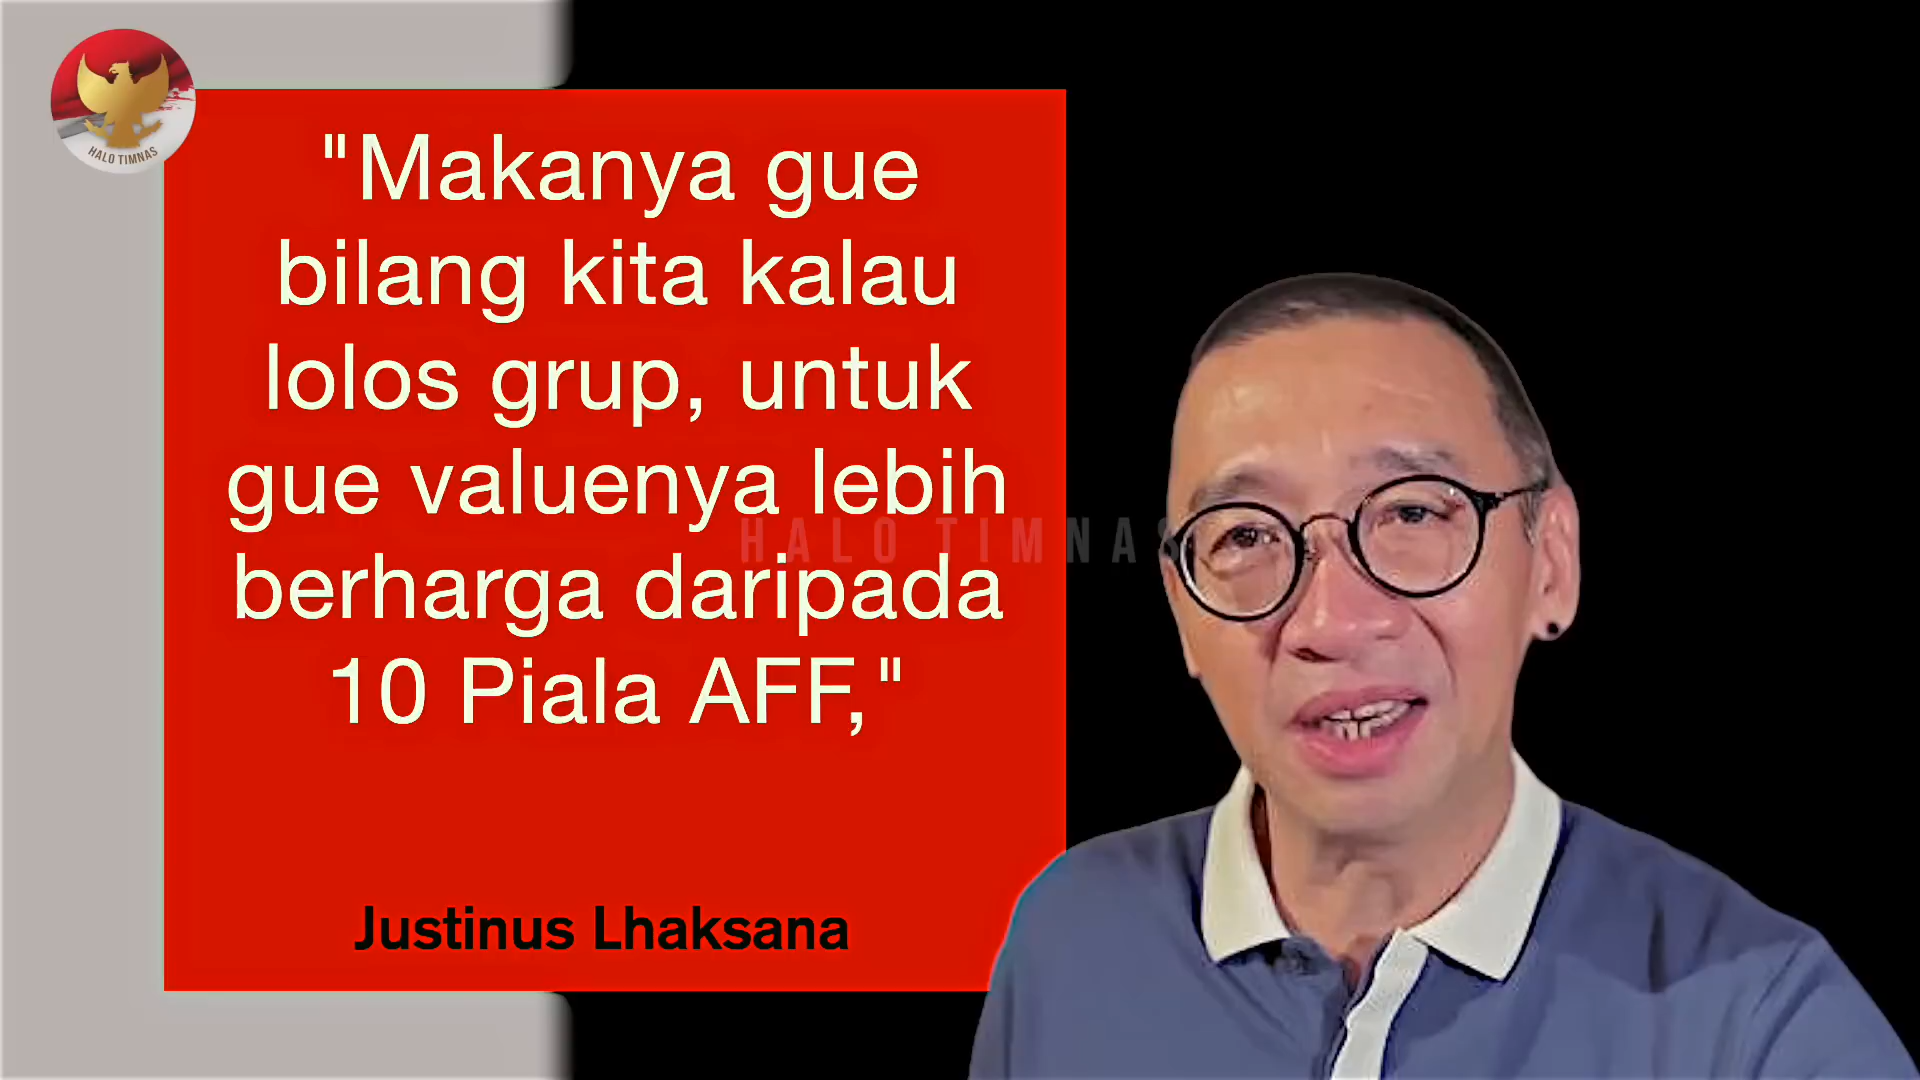 HALO TIMNAS
"Makanya gue
bilang kita kalau
lolos grup, untuk
gue valuenya lebih
berharga daripada
10 Piala AFF,"
HALO TIMNAS
Justinus Lhaksana